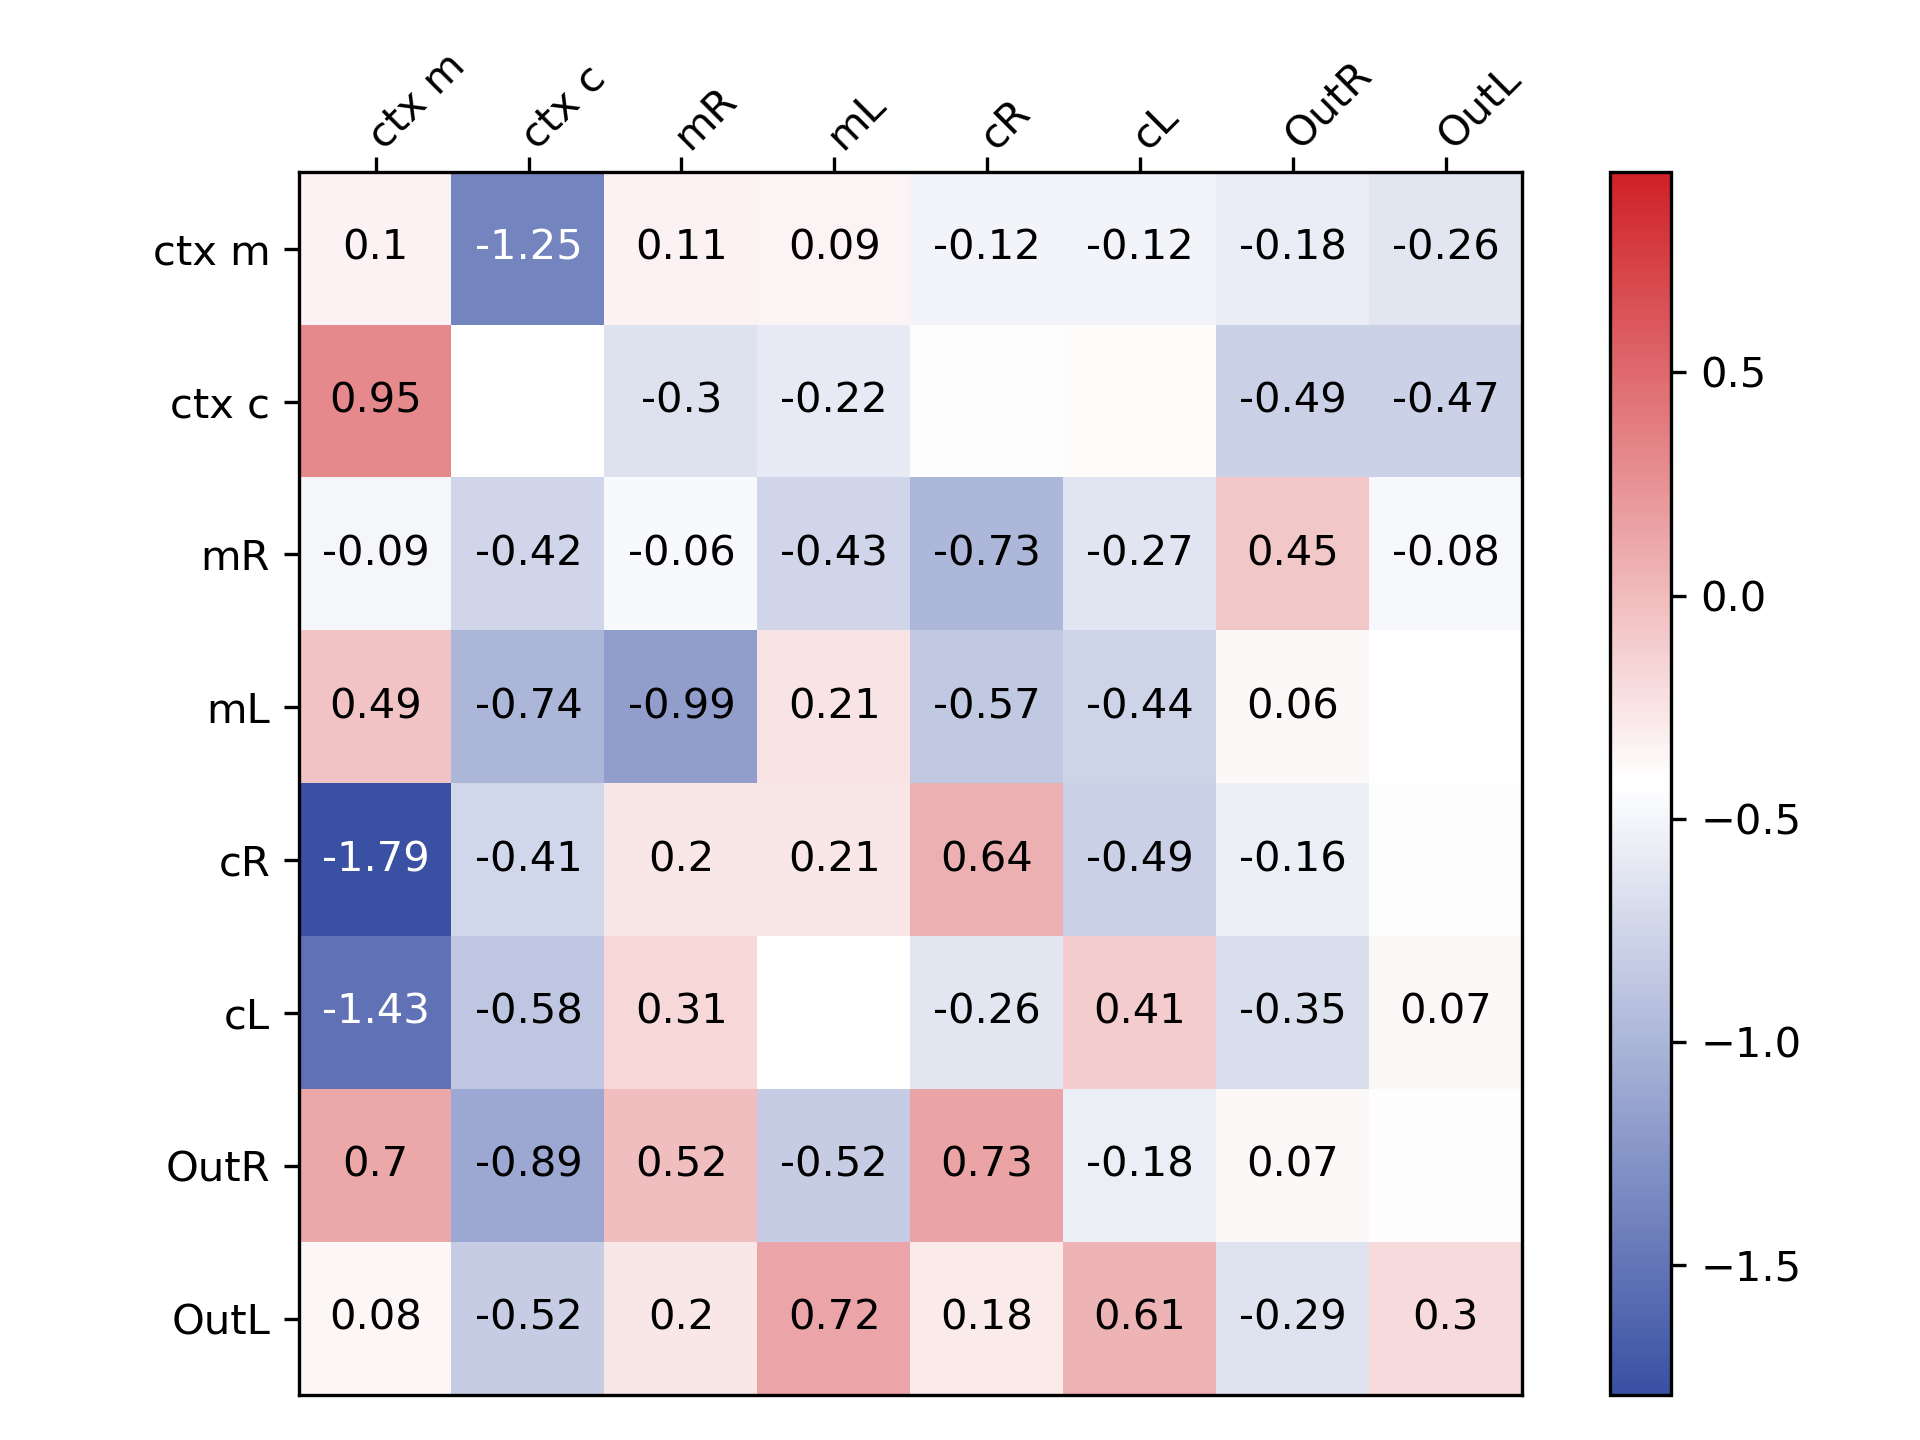 ctx m ctx c mR mL cR cL OutR OutL
ctx m 0.1 -1.25 0.11 0.09 -0.12 -0.12 -0.18 -0.26
ctx c 0.95 -0.3 -0.22 -0.49 -0.47
mR -0.09 -0.42 -0.06 -0.43 -0.73 -0.27 0.45 -0.08
mL 0.49 -0.74 -0.99 0.21 -0.57 -0.44 0.06
cR -1.79 -0.41 0.2 0.21 0.64 -0.49 -0.16
cL -1.43 -0.58 0.31 -0.26 0.41 -0.35 0.07
OutR 0.7 -0.89 0.52 -0.52 0.73 -0.18 0.07
OutL 0.08 -0.52 0.2 0.72 0.18 0.61 -0.29 0.3
0.5
0.0
−0.5
−1.0
−1.5